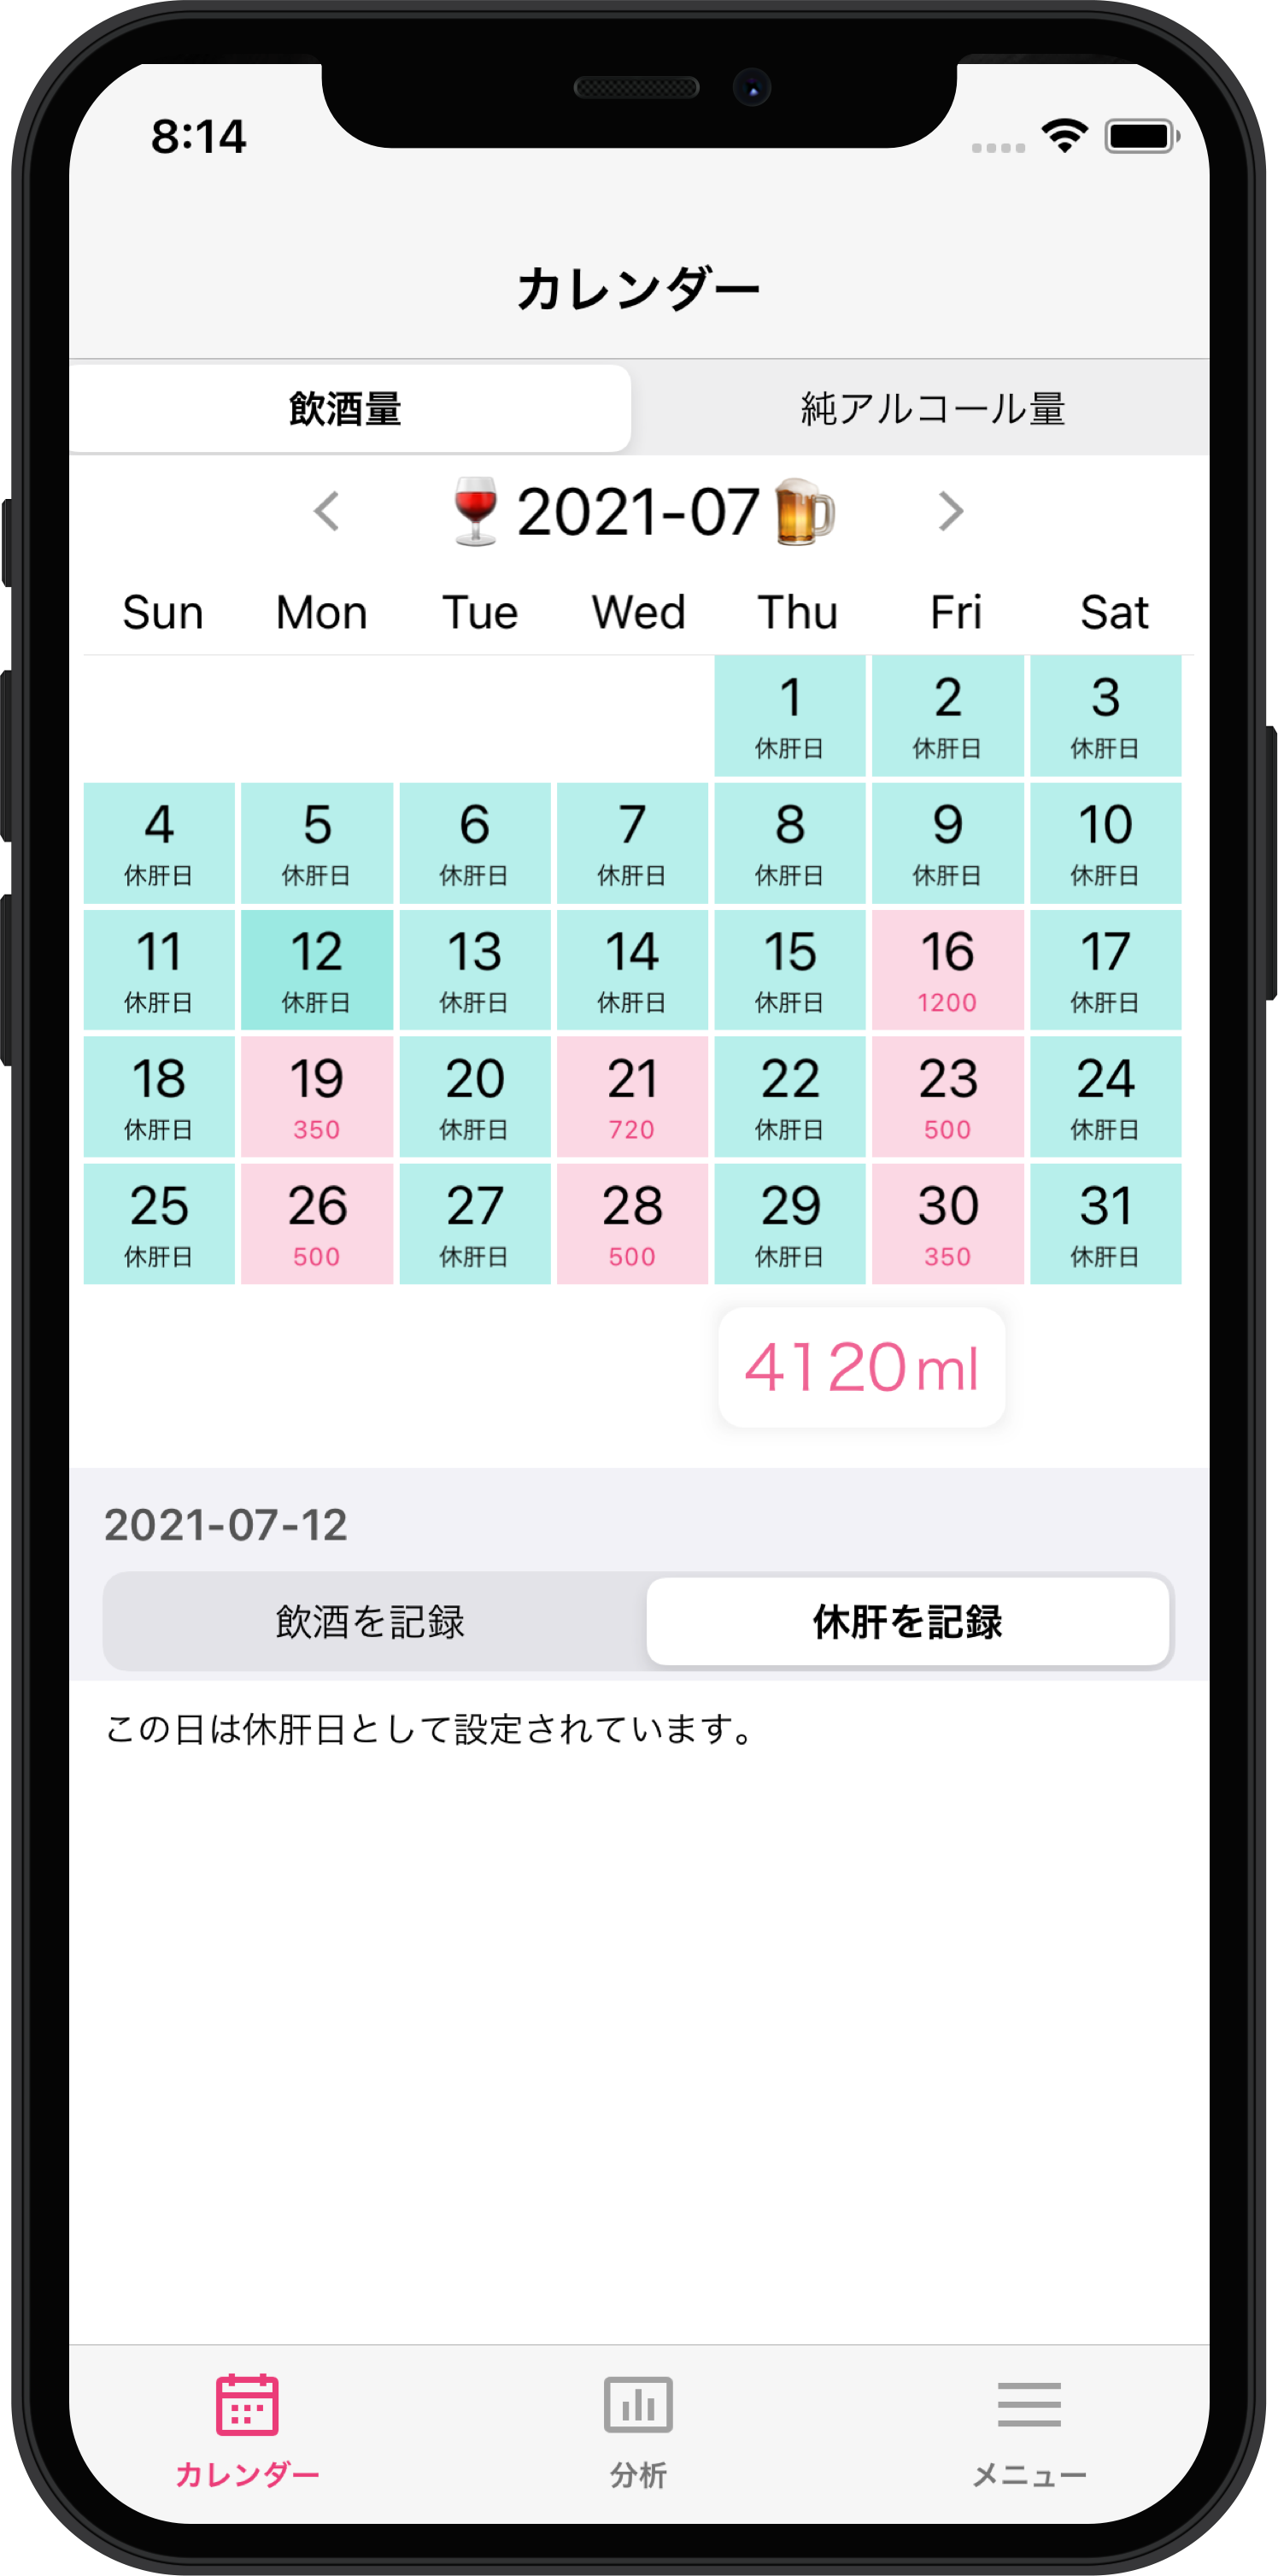 8:14
カレンダー
飲酒量 純アルコール量
2021-07
Sun Mon Tue Wed Thu Fri Sat
1 2 3
休肝日 休肝日 休肝日
4 5 6 7 8 9 10
休肝日 休肝日 休肝日 休肝日 休肝日 休肝日 休肝日
11 12 13 14 15 16 17
休肝日 休肝日 休肝日 休肝日 休肝日 1200 休肝日
18 19 20 21 22 23 24
休肝日 350 休肝日 720 休肝日 500 休肝日
25 26 27 28 29 30 31
休肝日 500 休肝日 500 休肝日 350 休肝日
4120ml
2021-07-12
飲酒を記録 休肝を記録
この日は休肝日として設定されています。
カレンダー 分析 メニュー